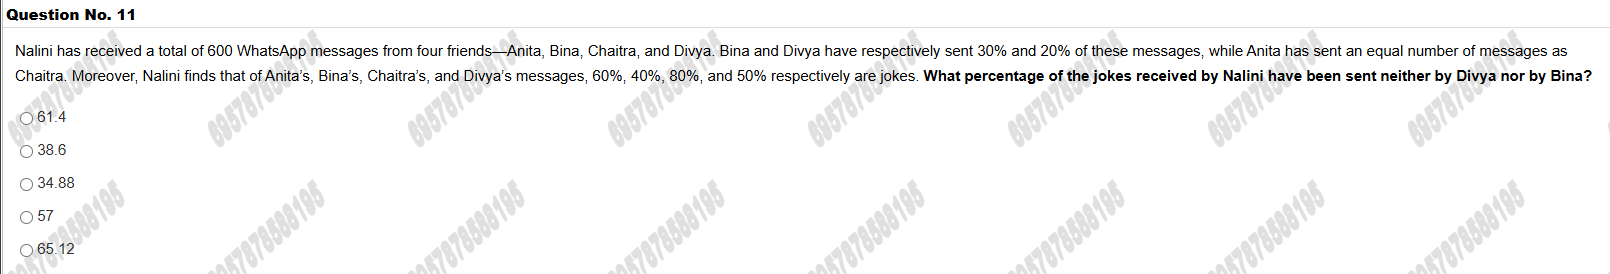 Question No. 11
Nalini has received a total of 600 WhatsApp messages from four friends—Anita, Bina, Chaitra, and Divya. Bina and Divya have respectively sent 30% and 20% of these messages, while Anita has sent an equal number of messages as
Chaitra. Moreover, Nalini finds that of Anita's, Bina's, Chaitra's, and Divya's messages, 60%, 40%, 80%, and 50% respectively are jokes. What percentage of the jokes received by Nalini have been sent neither by Divya nor by Bina?
61.4
38.6
34.88
57
65.12